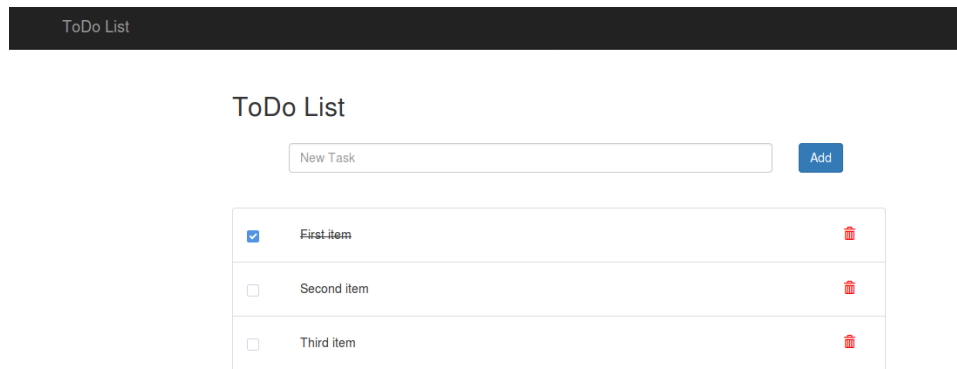 ToDo List
ToDo List
New Task
Add
First item
Second item
Third item